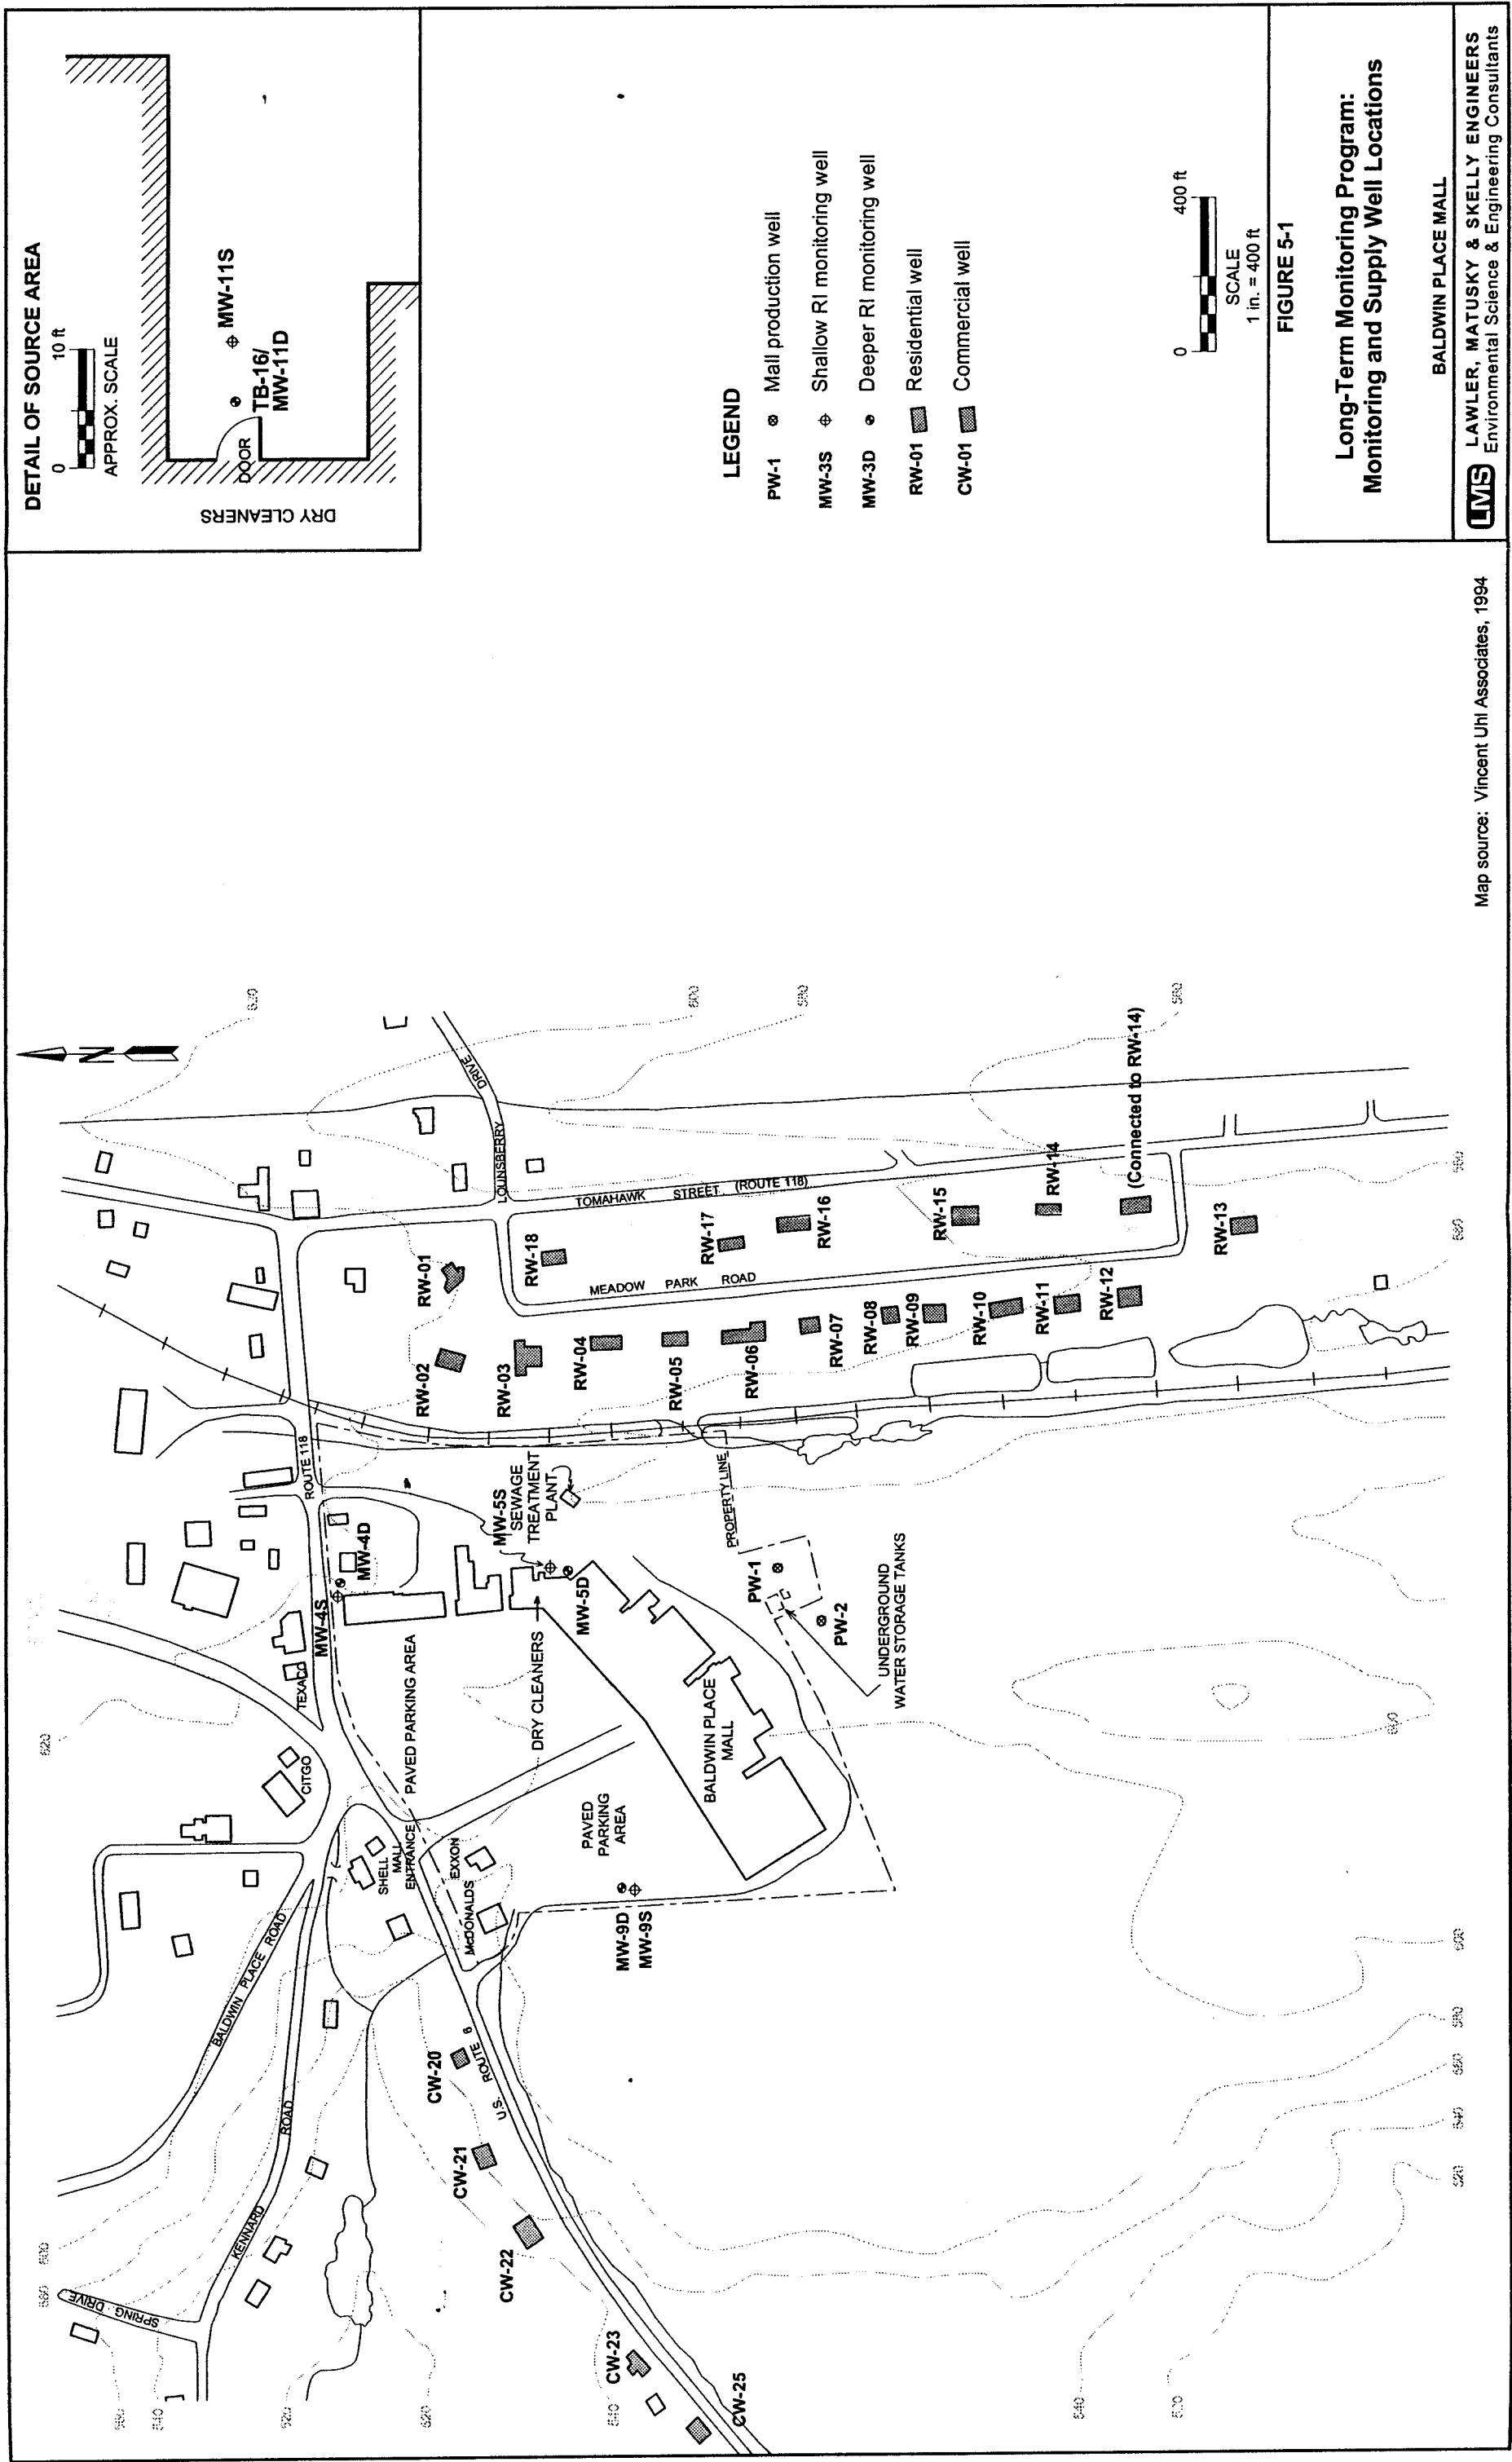 DETAIL OF SOURCE AREA
0 10 ft
APPROX. SCALE
DRY CLEANERS
DOOR
TB-16/
MW-11D
MW-11S
LEGEND
PW-1 Mall production well
MW-3S Shallow RI monitoring well
MW-3D Deeper RI monitoring well
RW-01 Residential well
CW-01 Commercial well
0 400 ft
SCALE
1 in. = 400 ft
FIGURE 5-1
Long-Term Monitoring Program:
Monitoring and Supply Well Locations
BALDWIN PLACE MALL
LMS
LAWLER, MATUSKY & SKELLY ENGINEERS
Environmental Science & Engineering Consultants
Map source: Vincent Uhl Associates, 1994
N
SPRING DRIVE
KENNARD
ROAD
BALDWIN PLACE ROAD
CITGO
TEXACO
SHELL
MALL
ENTRANCE
EXXON
McDONALDS
U.S. ROUTE 6
CW-20
CW-21
CW-22
CW-23
CW-25
PAVED PARKING AREA
PAVED
PARKING
AREA
MW-9D
MW-9S
DRY CLEANERS
BALDWIN PLACE
MALL
MW-4S
MW-4D
MW-5S
SEWAGE
TREATMENT
PLANT
MW-5D
PW-1
PW-2
UNDERGROUND
WATER STORAGE TANKS
PROPERTY LINE
ROUTE 118
LOUNSBERRY
DRIVE
TOMAHAWK STREET (ROUTE 118)
MEADOW PARK ROAD
RW-01
RW-02
RW-03
RW-04
RW-05
RW-06
RW-07
RW-08
RW-09
RW-10
RW-11
RW-12
RW-13
RW-14
(Connected to RW-14)
RW-15
RW-16
RW-17
RW-18
620
600
580